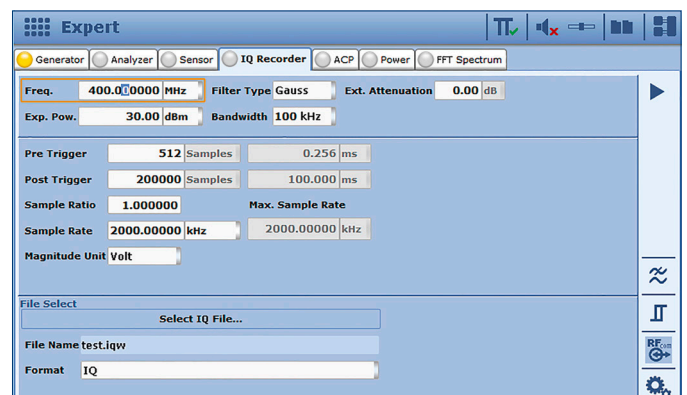 Expert
Generator Analyzer Sensor IQ Recorder ACP Power FFT Spectrum
Freq. 400.000000 MHz Filter Type Gauss Ext. Attenuation 0.00 dB
Exp. Pow. 30.00 dBm Bandwidth 100 kHz
Pre Trigger 512 Samples 0.256 ms
Post Trigger 200000 Samples 100.000 ms
Sample Ratio 1.000000 Max. Sample Rate
Sample Rate 2000.00000 kHz 2000.00000 kHz
Magnitude Unit Volt
File Select
Select IQ File...
File Name test.iqw
Format IQ
RF com